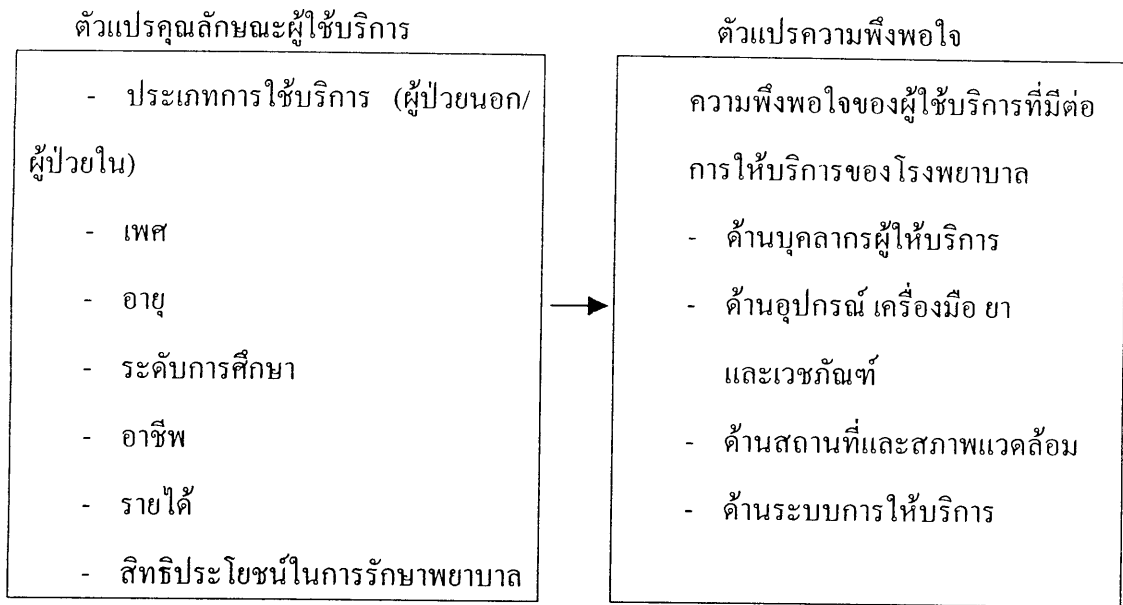 ตัวแปรคุณลักษณะผู้ใช้บริการ
- ประเภทการใช้บริการ (ผู้ป่วยนอก/
ผู้ป่วยใน)
- เพศ
- อายุ
- ระดับการศึกษา
- อาชีพ
- รายได้
- สิทธิประโยชน์ในการรักษาพยาบาล
ตัวแปรความพึงพอใจ
ความพึงพอใจของผู้ใช้บริการที่มีต่อ
การให้บริการของโรงพยาบาล
- ด้านบุคลากรผู้ให้บริการ
- ด้านอุปกรณ์ เครื่องมือ ยา
และเวชภัณฑ์
- ด้านสถานที่และสภาพแวดล้อม
- ด้านระบบการให้บริการ